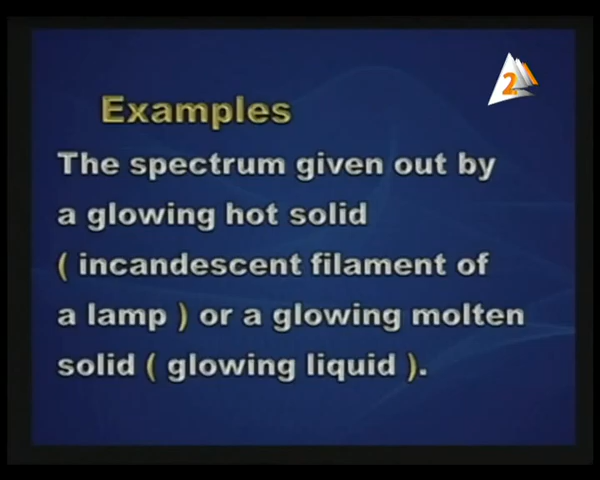 2
Examples
The spectrum given out by
a glowing hot solid
( incandescent filament of
a lamp ) or a glowing molten
solid ( glowing liquid ).